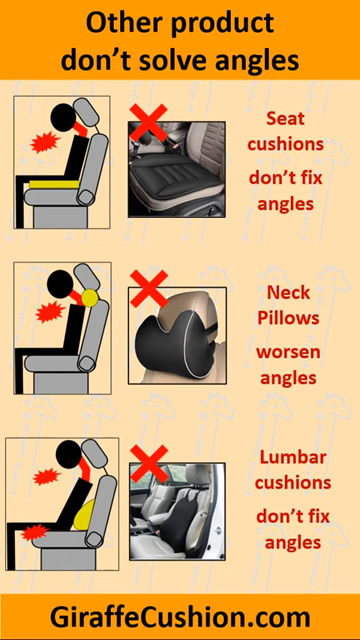 Other product
don't solve angles
Seat
cushions
don't fix
angles
Neck
Pillows
worsen
angles
Lumbar
cushions
don't fix
angles
GiraffeCushion.com